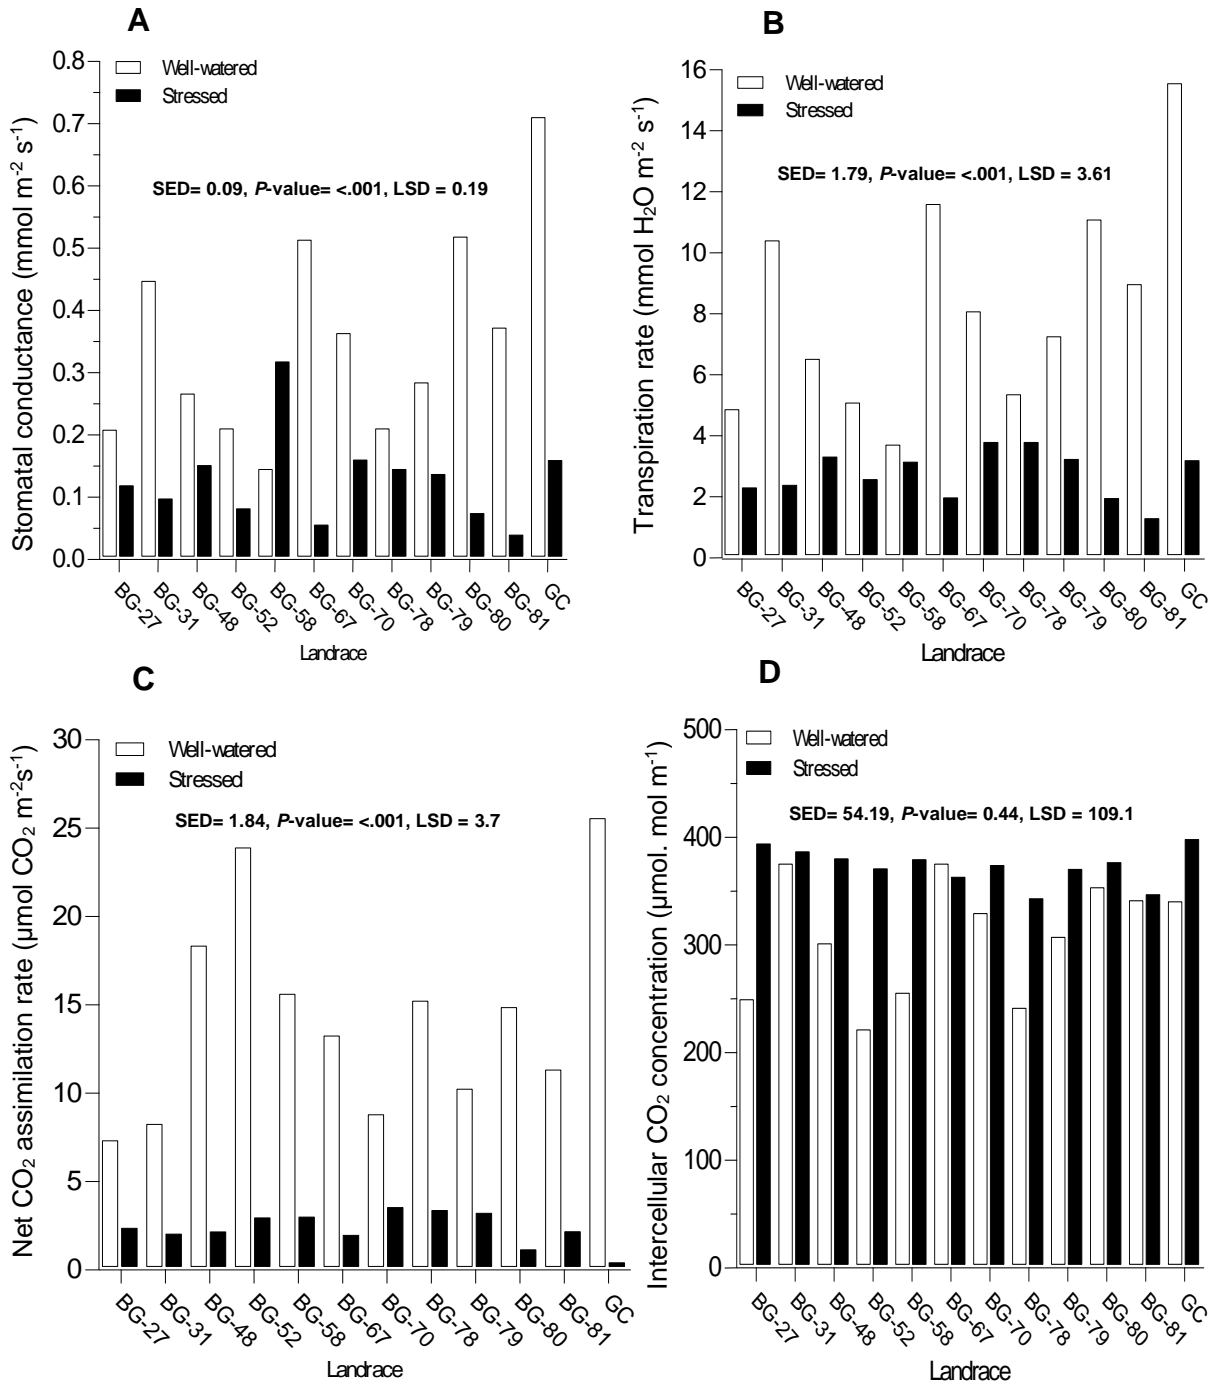 A
Stomatal conductance (mmol m⁻² s⁻¹)
0.8
0.7
0.6
0.5
0.4
0.3
0.2
0.1
0.0
Well-watered
Stressed
SED= 0.09, P-value= <.001, LSD = 0.19
BG-27
BG-31
BG-48
BG-52
BG-58
BG-67
BG-70
BG-78
BG-79
BG-80
BG-81
GC
Landrace
B
Transpiration rate (mmol H₂O m⁻² s⁻¹)
16
14
12
10
8
6
4
2
0
Well-watered
Stressed
SED= 1.79, P-value= <.001, LSD = 3.61
BG-27
BG-31
BG-48
BG-52
BG-58
BG-67
BG-70
BG-78
BG-79
BG-80
BG-81
GC
Landrace
C
Net CO₂ assimilation rate (µmol CO₂ m⁻²s⁻¹)
30
25
20
15
10
5
0
Well-watered
Stressed
SED= 1.84, P-value= <.001, LSD = 3.7
BG-27
BG-31
BG-48
BG-52
BG-58
BG-67
BG-70
BG-78
BG-79
BG-80
BG-81
GC
Landrace
D
Intercellular CO₂ concentration (µmol. mol m⁻¹)
500
400
300
200
100
0
Well-watered
Stressed
SED= 54.19, P-value= 0.44, LSD = 109.1
BG-27
BG-31
BG-48
BG-52
BG-58
BG-67
BG-70
BG-78
BG-79
BG-80
BG-81
GC
Landrace